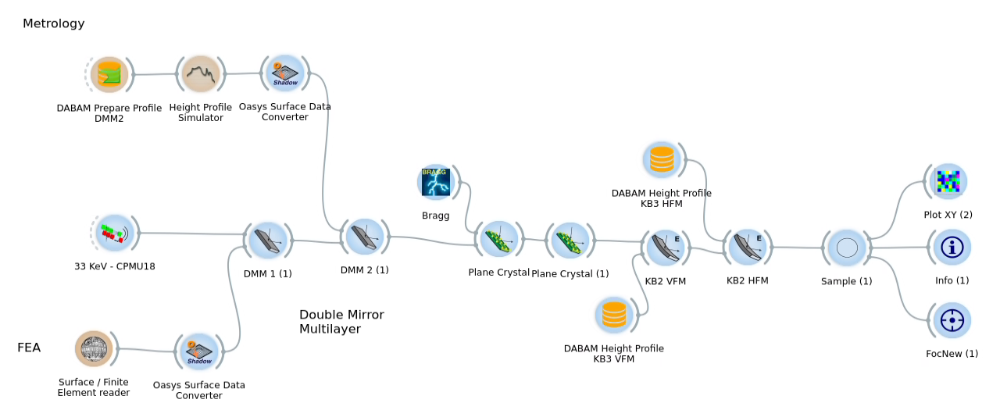 Metrology
DABAM Prepare Profile
DMM2
Height Profile
Simulator
Shadow
Oasys Surface Data
Converter
BRAGG
Bragg
DABAM Height Profile
KB3 HFM
Plot XY (2)
33 KeV - CPMU18
DMM 1 (1)
DMM 2 (1)
Plane Crystal
Plane Crystal (1)
E
KB2 VFM
E
KB2 HFM
Sample (1)
Info (1)
Double Mirror
Multilayer
DABAM Height Profile
KB3 VFM
FocNew (1)
FEA
Surface / Finite
Element reader
Shadow
Oasys Surface Data
Converter